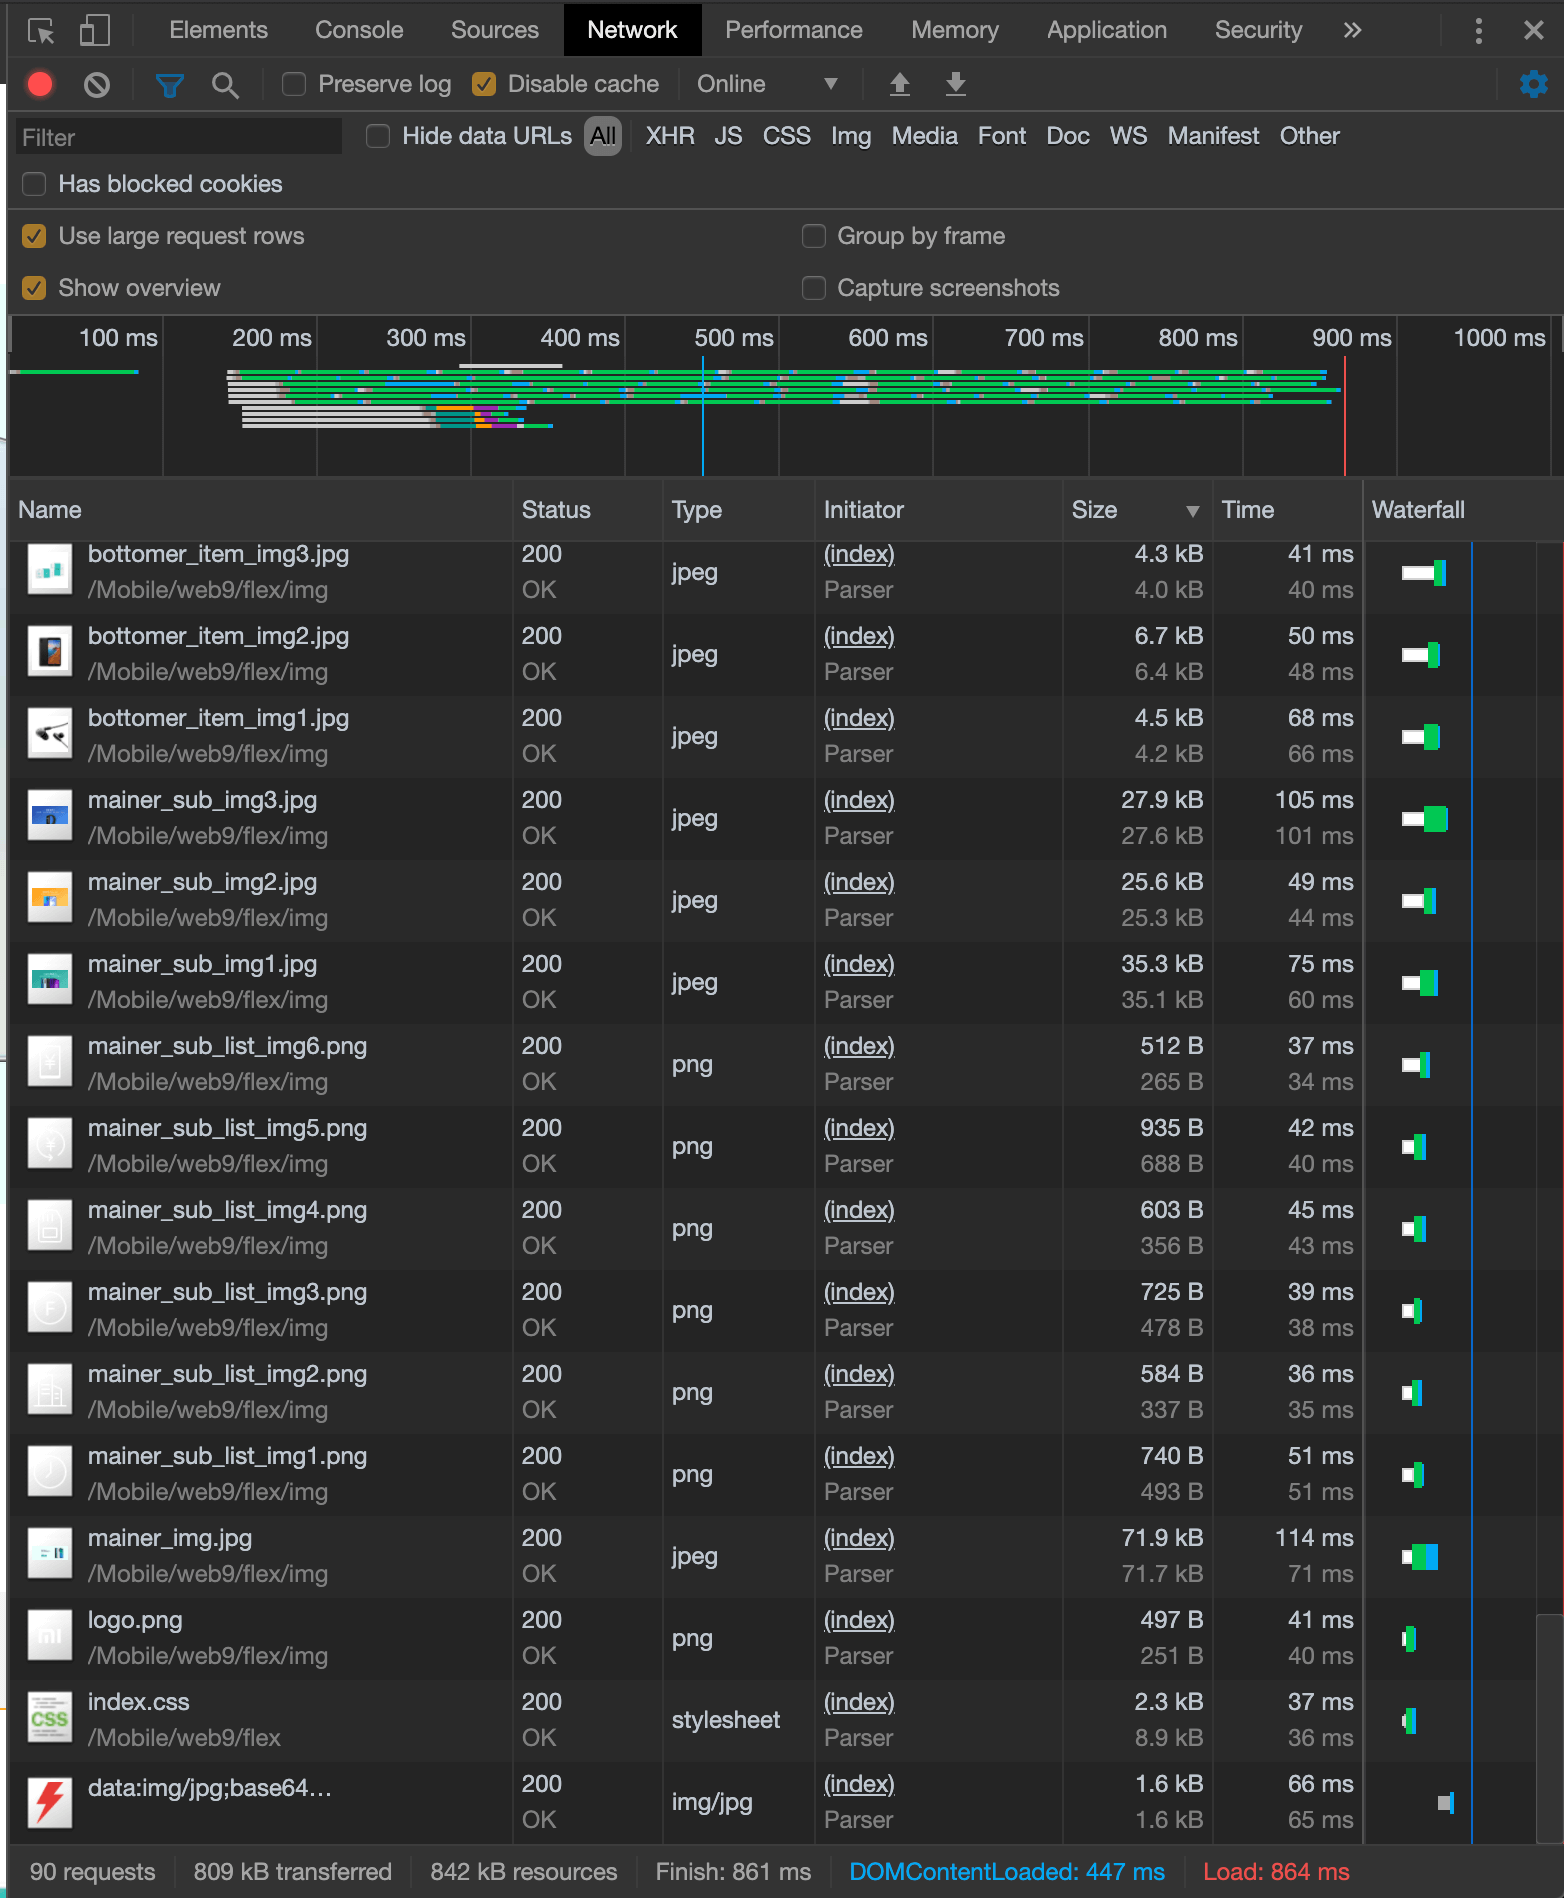 Elements Console Sources Network Performance Memory Application Security »
Preserve log Disable cache Online
Filter Hide data URLs All XHR JS CSS Img Media Font Doc WS Manifest Other
Has blocked cookies
Use large request rows Group by frame
Show overview Capture screenshots
100 ms 200 ms 300 ms 400 ms 500 ms 600 ms 700 ms 800 ms 900 ms 1000 ms
Name Status Type Initiator Size Time Waterfall
bottomer_item_img3.jpg 200 jpeg (index) 4.3 kB 41 ms
/Mobile/web9/flex/img OK Parser 4.0 kB 40 ms
bottomer_item_img2.jpg 200 jpeg (index) 6.7 kB 50 ms
/Mobile/web9/flex/img OK Parser 6.4 kB 48 ms
bottomer_item_img1.jpg 200 jpeg (index) 4.5 kB 68 ms
/Mobile/web9/flex/img OK Parser 4.2 kB 66 ms
mainer_sub_img3.jpg 200 jpeg (index) 27.9 kB 105 ms
/Mobile/web9/flex/img OK Parser 27.6 kB 101 ms
mainer_sub_img2.jpg 200 jpeg (index) 25.6 kB 49 ms
/Mobile/web9/flex/img OK Parser 25.3 kB 44 ms
mainer_sub_img1.jpg 200 jpeg (index) 35.3 kB 75 ms
/Mobile/web9/flex/img OK Parser 35.1 kB 60 ms
mainer_sub_list_img6.png 200 png (index) 512 B 37 ms
/Mobile/web9/flex/img OK Parser 265 B 34 ms
mainer_sub_list_img5.png 200 png (index) 935 B 42 ms
/Mobile/web9/flex/img OK Parser 688 B 40 ms
mainer_sub_list_img4.png 200 png (index) 603 B 45 ms
/Mobile/web9/flex/img OK Parser 356 B 43 ms
mainer_sub_list_img3.png 200 png (index) 725 B 39 ms
/Mobile/web9/flex/img OK Parser 478 B 38 ms
mainer_sub_list_img2.png 200 png (index) 584 B 36 ms
/Mobile/web9/flex/img OK Parser 337 B 35 ms
mainer_sub_list_img1.png 200 png (index) 740 B 51 ms
/Mobile/web9/flex/img OK Parser 493 B 51 ms
mainer_img.jpg 200 jpeg (index) 71.9 kB 114 ms
/Mobile/web9/flex/img OK Parser 71.7 kB 71 ms
logo.png 200 png (index) 497 B 41 ms
/Mobile/web9/flex/img OK Parser 251 B 40 ms
index.css 200 stylesheet (index) 2.3 kB 37 ms
/Mobile/web9/flex OK Parser 8.9 kB 36 ms
data:img/jpg;base64… 200 img/jpg (index) 1.6 kB 66 ms
OK Parser 1.6 kB 65 ms
90 requests 809 kB transferred 842 kB resources Finish: 861 ms DOMContentLoaded: 447 ms Load: 864 ms